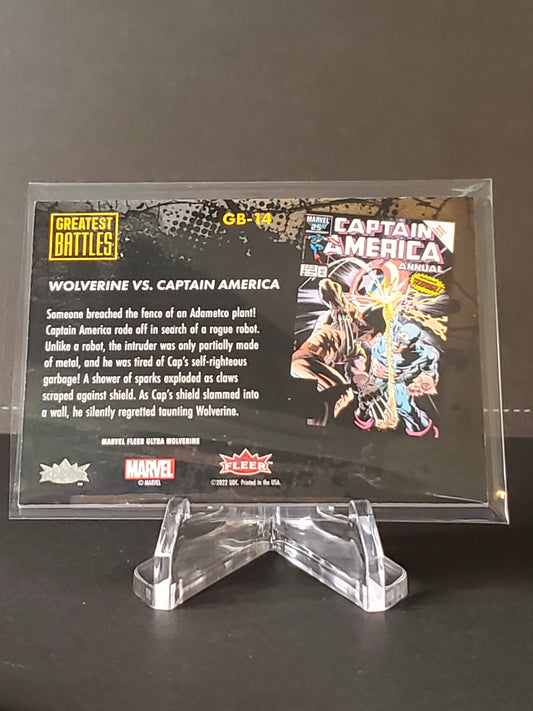 GREATEST
BATTLES
GB-14
WOLVERINE VS. CAPTAIN AMERICA
Someone breached the fence of an Adametco plant!
Captain America rode off in search of a rogue robot.
Unlike a robot, the intruder was only partially made
of metal, and he was tired of Cap's self-righteous
garbage! A shower of sparks exploded as claws
scraped against shield. As Cap's shield slammed into
a wall, he silently regretted taunting Wolverine.
MARVEL FLEER ULTRA WOLVERINE
MARVEL
© MARVEL
FLEER
©2022 UDC. Printed in the USA.
MARVEL
25
CAPTAIN
AMERICA
ANNUAL